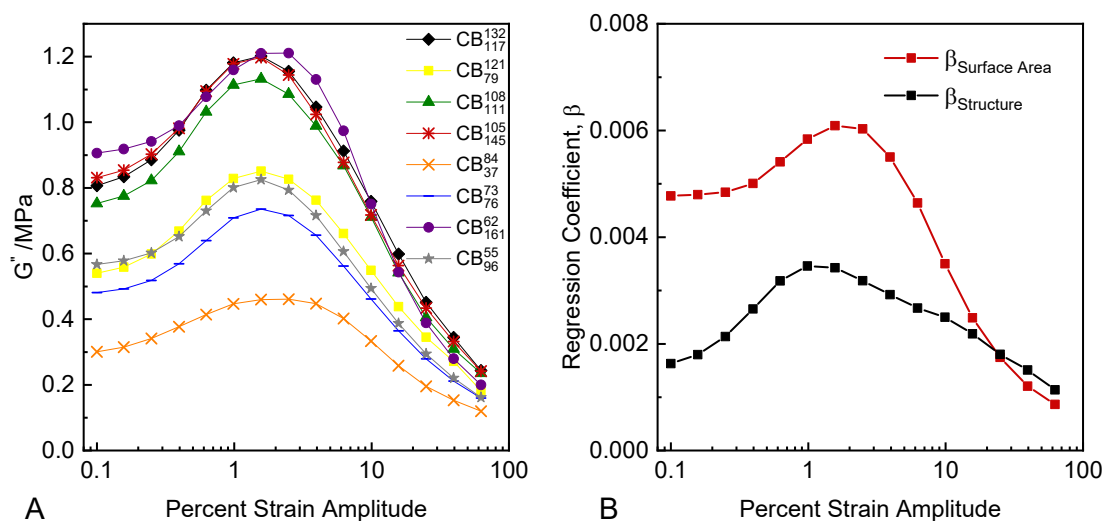 1.2
1.0
0.8
0.6
0.4
0.2
0.0
G" /MPa
0.1 1 10 100
Percent Strain Amplitude
A
CB¹³²₁₁₇
CB¹²¹₇₉
CB¹⁰⁸₁₁₁
CB¹⁰⁵₁₄₅
CB⁸⁴₃₇
CB⁷³₇₆
CB⁶²₁₆₁
CB⁵⁵₉₆
0.008
0.006
0.004
0.002
0.000
Regression Coefficient, β
0.1 1 10 100
Percent Strain Amplitude
B
β Surface Area
β Structure